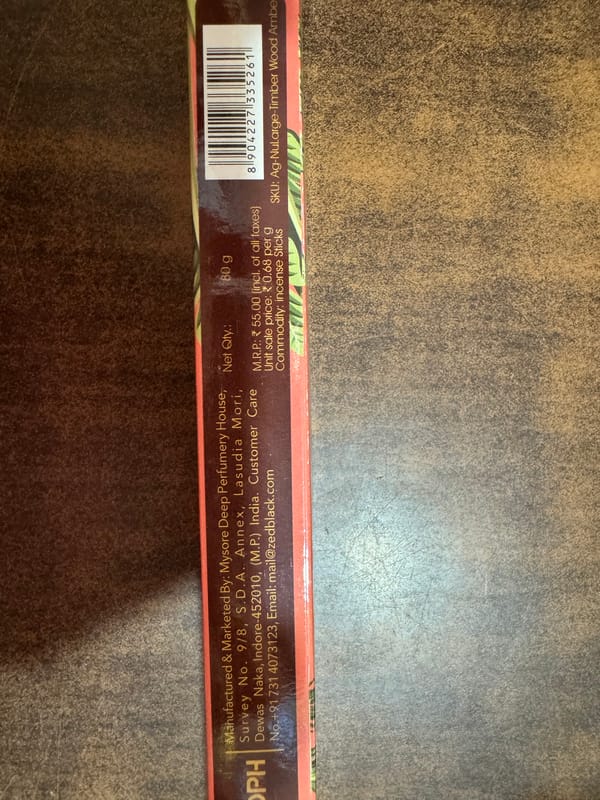 DPH
Manufactured & Marketed By: Mysore Deep Perfumery House,
Survey No. 9/8, S.D.A. Annex, Lasudia Mori,
Dewas Naka, Indore-452010, (M.P.) India. Customer Care
No.+91 731 4073123, Email: mail@zedblack.com
Net Qty.: 80 g
M.R.P.: ₹ 55.00 (incl. of all taxes)
Unit sale price: ₹ 0.68 per g
Commodity: Incense Sticks
8 904227 335261
SKU: Ag-NuLarge-Timber Wood Ambe